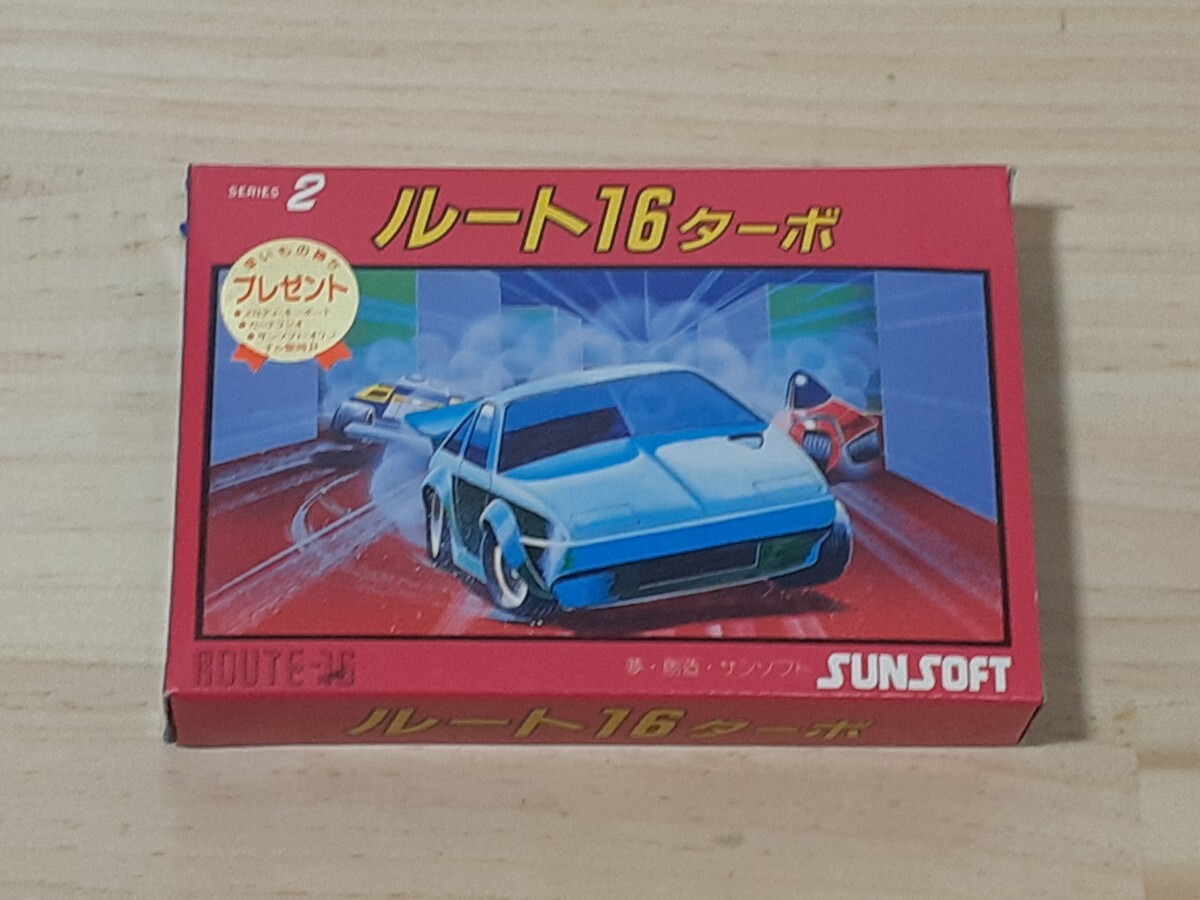 SERIES 2
ルート16ターボ
プレゼント
ROUTE-16
夢・創造・サンソフト
SUNSOFT
ルート16ターボ